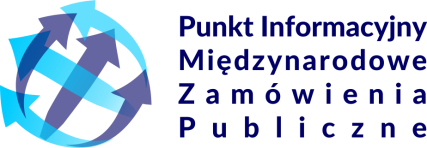 Punkt Informacyjny
Międzynarodowe
Zamówienia
Publiczne